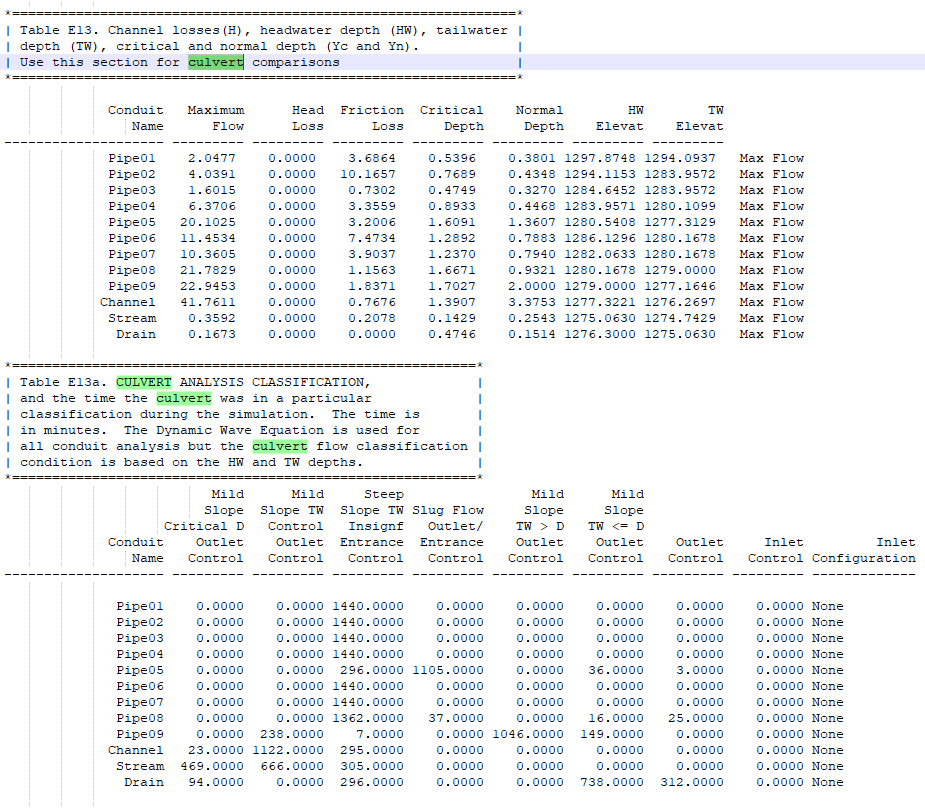 *===============================================================*
| Table E13. Channel losses(H), headwater depth (HW), tailwater |
| depth (TW), critical and normal depth (Yc and Yn). |
| Use this section for culvert comparisons |
*===============================================================*
Conduit Maximum Head Friction Critical Normal HW TW
Name Flow Loss Loss Depth Depth Elevat Elevat
-------------------- --------- --------- --------- --------- --------- --------- ---------
Pipe01 2.0477 0.0000 3.6864 0.5396 0.3801 1297.8748 1294.0937 Max Flow
Pipe02 4.0391 0.0000 10.1657 0.7689 0.4348 1294.1153 1283.9572 Max Flow
Pipe03 1.6015 0.0000 0.7302 0.4749 0.3270 1284.6452 1283.9572 Max Flow
Pipe04 6.3706 0.0000 3.3559 0.8933 0.4468 1283.9571 1280.1099 Max Flow
Pipe05 20.1025 0.0000 3.2006 1.6091 1.3607 1280.5408 1277.3129 Max Flow
Pipe06 11.4534 0.0000 7.4734 1.2892 0.7883 1286.1296 1280.1678 Max Flow
Pipe07 10.3605 0.0000 3.9037 1.2370 0.7940 1282.0633 1280.1678 Max Flow
Pipe08 21.7829 0.0000 1.1563 1.6671 0.9321 1280.1678 1279.0000 Max Flow
Pipe09 22.9453 0.0000 1.8371 1.7027 2.0000 1279.0000 1277.1646 Max Flow
Channel 41.7611 0.0000 0.7676 1.3907 3.3753 1277.3221 1276.2697 Max Flow
Stream 0.3592 0.0000 0.2078 0.1429 0.2543 1275.0630 1274.7429 Max Flow
Drain 0.1673 0.0000 0.0000 0.4746 0.1514 1276.3000 1275.0630 Max Flow
*==========================================================*
| Table E13a. CULVERT ANALYSIS CLASSIFICATION, |
| and the time the culvert was in a particular |
| classification during the simulation. The time is |
| in minutes. The Dynamic Wave Equation is used for |
| all conduit analysis but the culvert flow classification |
| condition is based on the HW and TW depths. |
*==========================================================*
Mild Mild Steep Mild Mild
Slope Slope TW Slope TW Slug Flow Slope Slope
Critical D Control Insignf Outlet/ TW > D TW <= D
Conduit Outlet Outlet Entrance Entrance Outlet Outlet Outlet Inlet Inlet
Name Control Control Control Control Control Control Control Control Configuration
-------------------- --------- --------- --------- --------- --------- --------- --------- --------- -------------
Pipe01 0.0000 0.0000 1440.0000 0.0000 0.0000 0.0000 0.0000 0.0000 None
Pipe02 0.0000 0.0000 1440.0000 0.0000 0.0000 0.0000 0.0000 0.0000 None
Pipe03 0.0000 0.0000 1440.0000 0.0000 0.0000 0.0000 0.0000 0.0000 None
Pipe04 0.0000 0.0000 1440.0000 0.0000 0.0000 0.0000 0.0000 0.0000 None
Pipe05 0.0000 0.0000 296.0000 1105.0000 0.0000 36.0000 3.0000 0.0000 None
Pipe06 0.0000 0.0000 1440.0000 0.0000 0.0000 0.0000 0.0000 0.0000 None
Pipe07 0.0000 0.0000 1440.0000 0.0000 0.0000 0.0000 0.0000 0.0000 None
Pipe08 0.0000 0.0000 1362.0000 37.0000 0.0000 16.0000 25.0000 0.0000 None
Pipe09 0.0000 238.0000 7.0000 0.0000 1046.0000 149.0000 0.0000 0.0000 None
Channel 23.0000 1122.0000 295.0000 0.0000 0.0000 0.0000 0.0000 0.0000 None
Stream 469.0000 666.0000 305.0000 0.0000 0.0000 0.0000 0.0000 0.0000 None
Drain 94.0000 0.0000 296.0000 0.0000 0.0000 738.0000 312.0000 0.0000 None